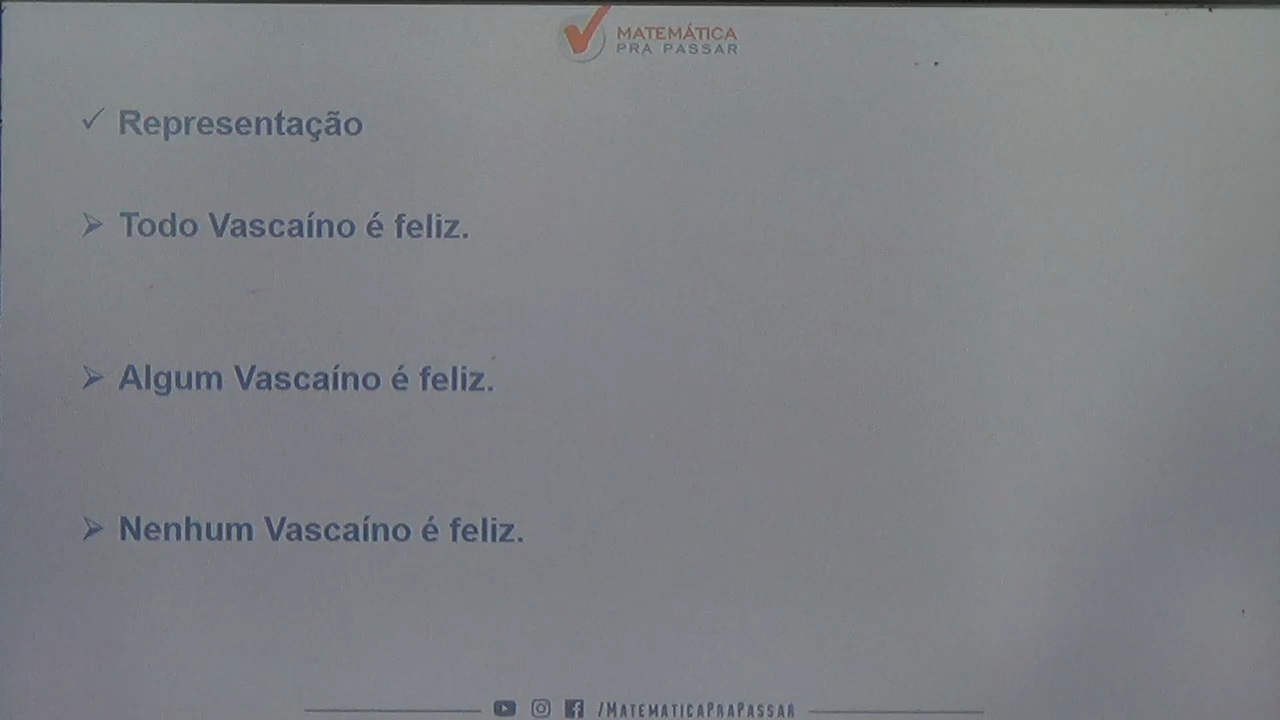 MATEMÁTICA
PRA PASSAR
✓ Representação
➢ Todo Vascaíno é feliz.
➢ Algum Vascaíno é feliz.
➢ Nenhum Vascaíno é feliz.
/MATEMATICAPRAPASSAR